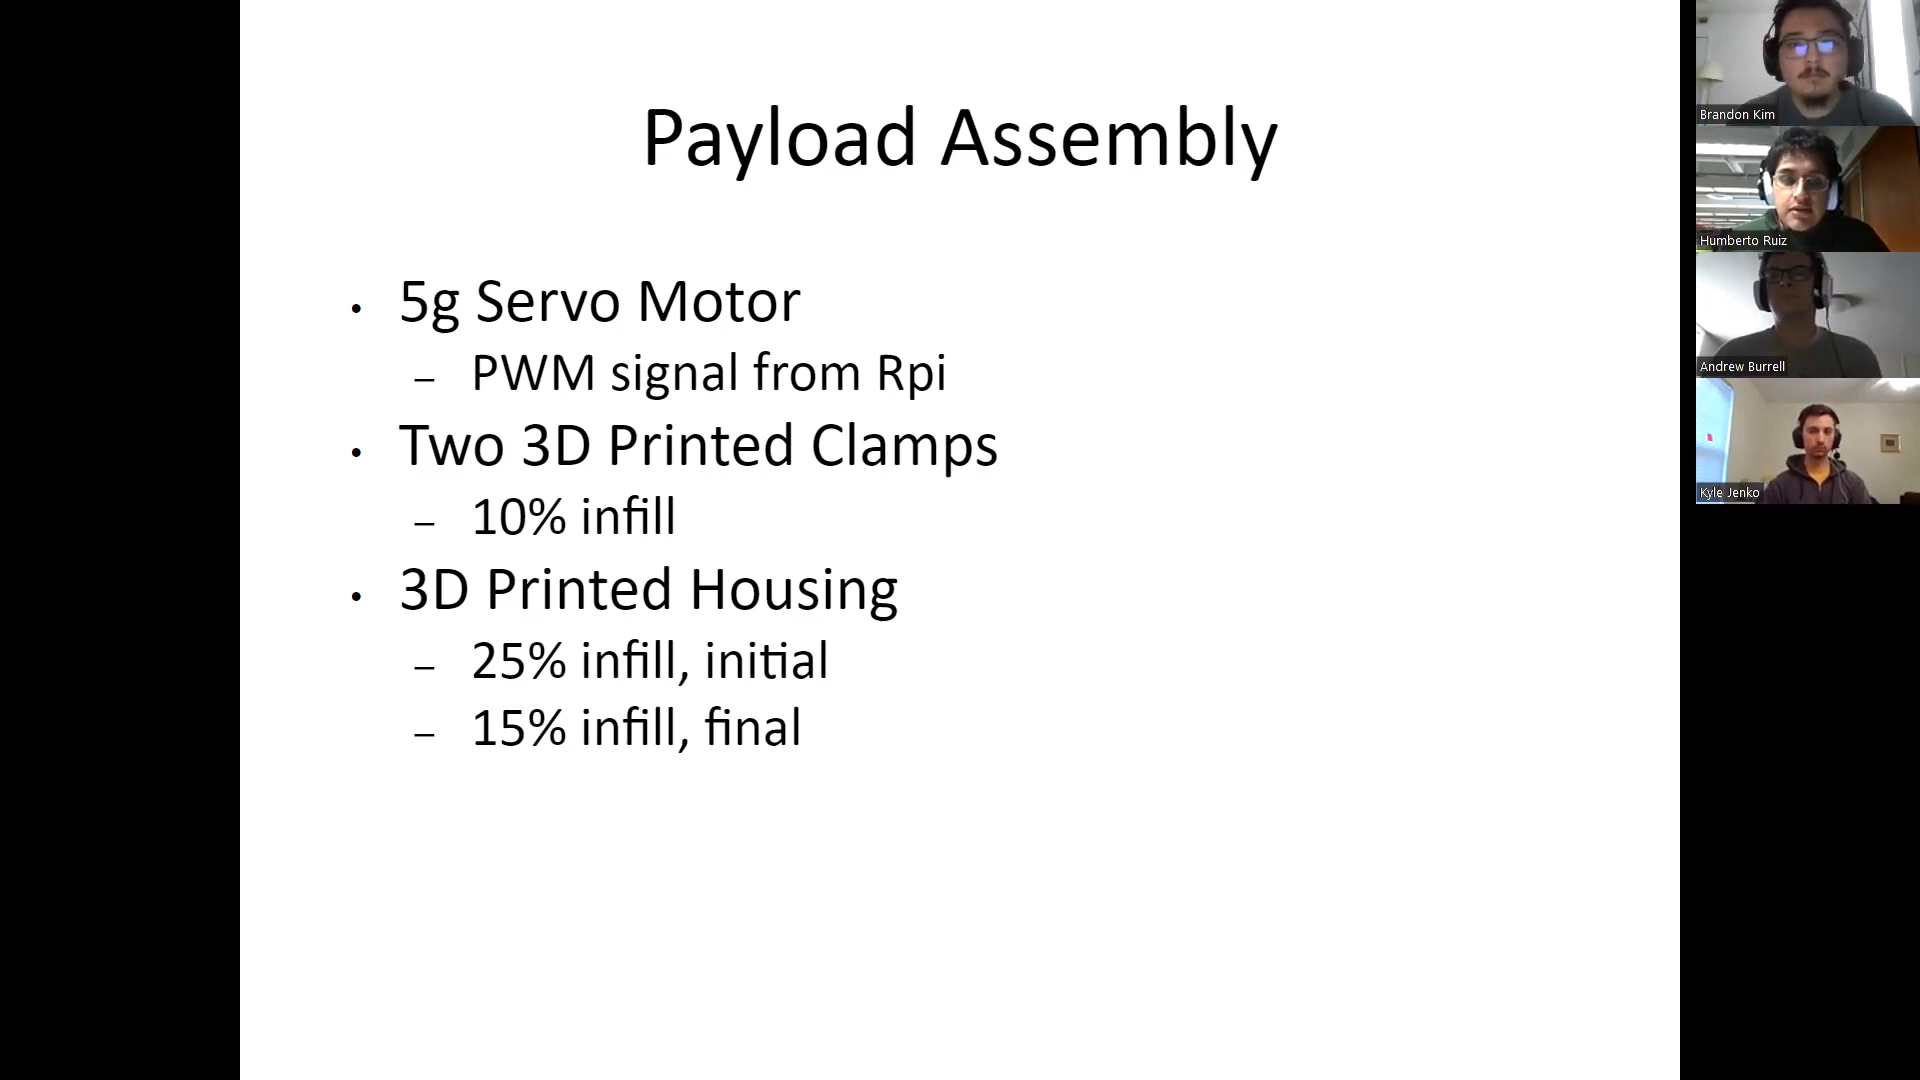 Payload Assembly
• 5g Servo Motor
– PWM signal from Rpi
• Two 3D Printed Clamps
– 10% infill
• 3D Printed Housing
– 25% infill, initial
– 15% infill, final
Brandon Kim
Humberto Ruiz
Andrew Burrell
Kyle Jenko